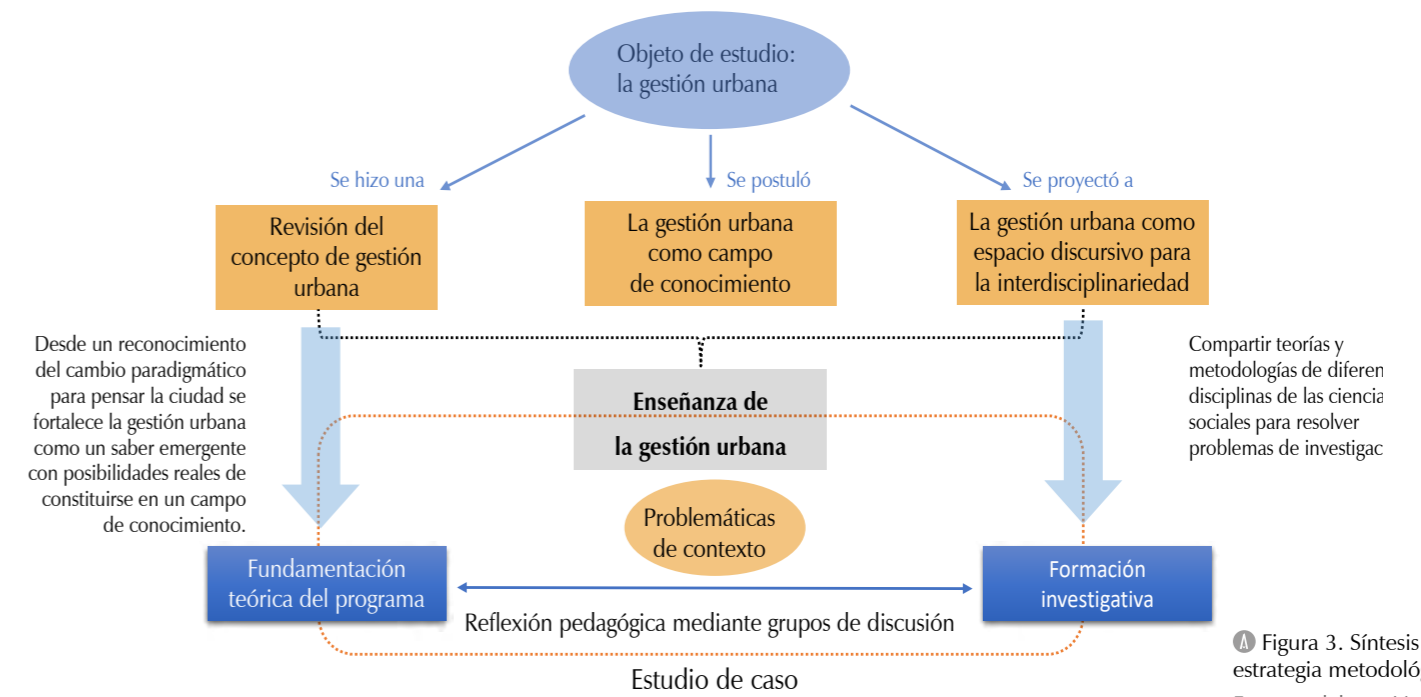 Objeto de estudio:
la gestión urbana
Se hizo una
Se postuló
Se proyectó a
Revisión del
concepto de gestión
urbana
La gestión urbana
como campo
de conocimiento
La gestión urbana como
espacio discursivo para
la interdisciplinariedad
Desde un reconocimiento
del cambio paradigmático
para pensar la ciudad se
fortalece la gestión urbana
como un saber emergente
con posibilidades reales de
constituirse en un campo
de conocimiento.
Enseñanza de
la gestión urbana
Compartir teorías y
metodologías de diferen
disciplinas de las ciencia
sociales para resolver
problemas de investigac
Problemáticas
de contexto
Fundamentación
teórica del programa
Formación
investigativa
Reflexión pedagógica mediante grupos de discusión
Estudio de caso
A Figura 3. Síntesis
estrategia metodológ